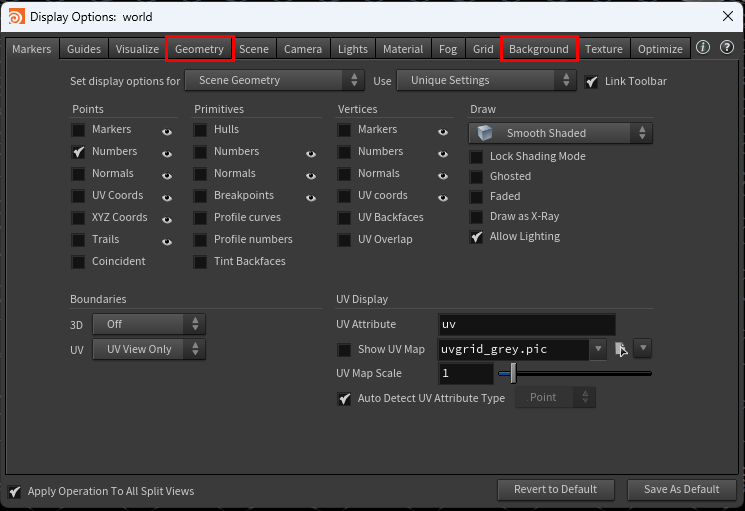 Display Options: world
Markers Guides Visualize Geometry Scene Camera Lights Material Fog Grid Background Texture Optimize
Set display options for Scene Geometry Use Unique Settings Link Toolbar
Points Primitives Vertices Draw
Markers Hulls Markers Smooth Shaded
Numbers Numbers Numbers Lock Shading Mode
Normals Normals Normals Ghosted
UV Coords Breakpoints UV coords Faded
XYZ Coords Profile curves UV Backfaces Draw as X-Ray
Trails Profile numbers UV Overlap Allow Lighting
Coincident Tint Backfaces
Boundaries UV Display
3D Off UV Attribute uv
UV UV View Only Show UV Map uvgrid_grey.pic
UV Map Scale 1
Auto Detect UV Attribute Type Point
Apply Operation To All Split Views Revert to Default Save As Default